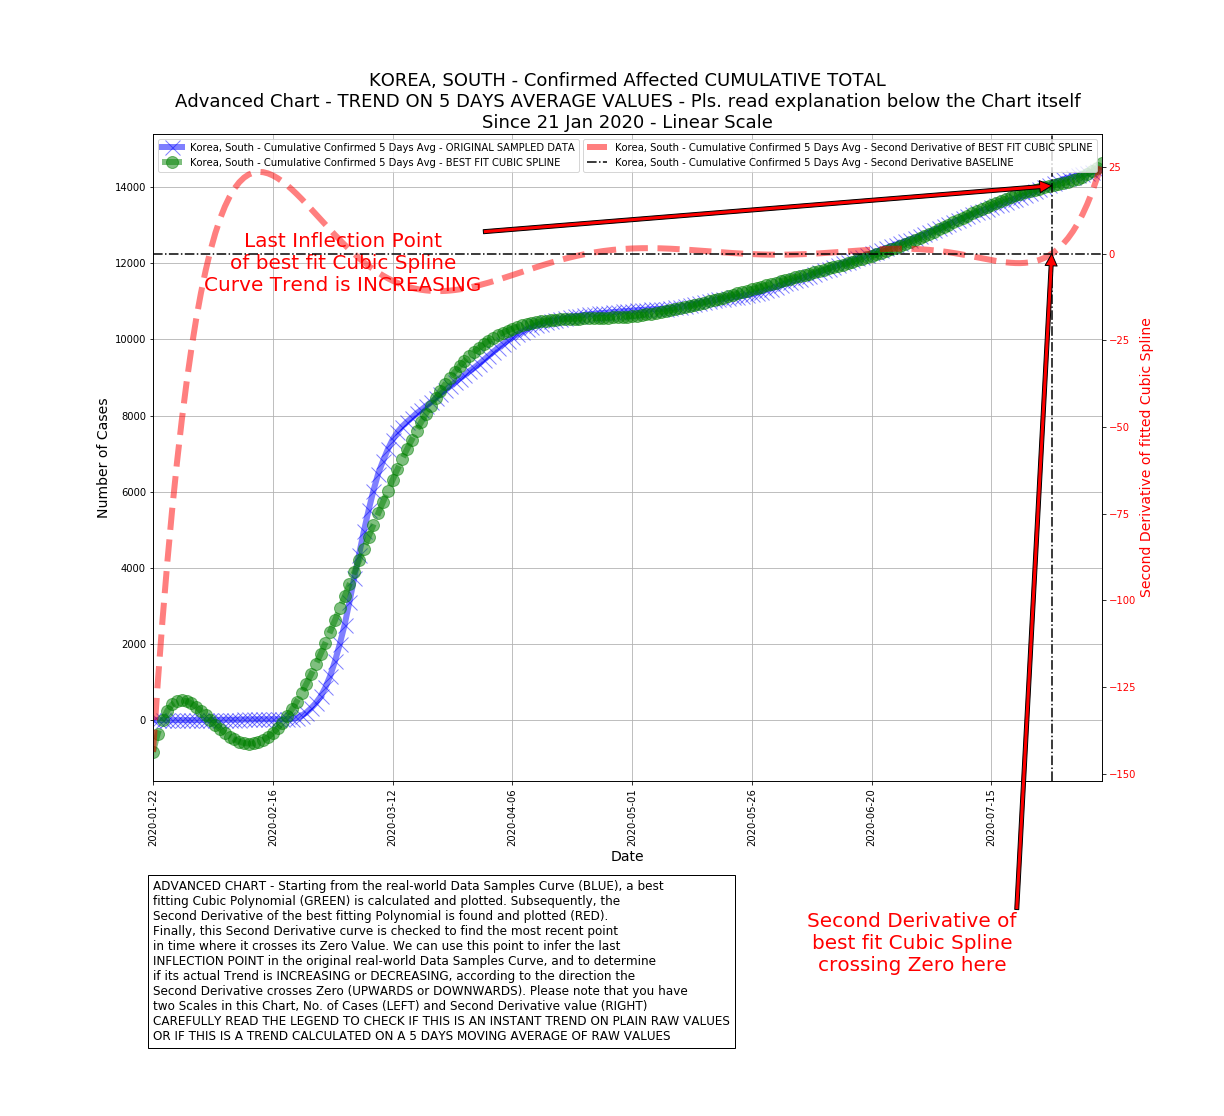 KOREA, SOUTH - Confirmed Affected CUMULATIVE TOTAL
Advanced Chart - TREND ON 5 DAYS AVERAGE VALUES - Pls. read explanation below the Chart itself
Since 21 Jan 2020 - Linear Scale
Korea, South - Cumulative Confirmed 5 Days Avg - ORIGINAL SAMPLED DATA
Korea, South - Cumulative Confirmed 5 Days Avg - BEST FIT CUBIC SPLINE
Korea, South - Cumulative Confirmed 5 Days Avg - Second Derivative of BEST FIT CUBIC SPLINE
Korea, South - Cumulative Confirmed 5 Days Avg - Second Derivative BASELINE
Last Inflection Point
of best fit Cubic Spline
Curve Trend is INCREASING
Number of Cases
14000
12000
10000
8000
6000
4000
2000
0
25
0
−25
−50
−75
−100
−125
−150
Second Derivative of fitted Cubic Spline
2020-01-22
2020-02-16
2020-03-12
2020-04-06
2020-05-01
2020-05-26
2020-06-20
2020-07-15
Date
ADVANCED CHART - Starting from the real-world Data Samples Curve (BLUE), a best
fitting Cubic Polynomial (GREEN) is calculated and plotted. Subsequently, the
Second Derivative of the best fitting Polynomial is found and plotted (RED).
Finally, this Second Derivative curve is checked to find the most recent point
in time where it crosses its Zero Value. We can use this point to infer the last
INFLECTION POINT in the original real-world Data Samples Curve, and to determine
if its actual Trend is INCREASING or DECREASING, according to the direction the
Second Derivative crosses Zero (UPWARDS or DOWNWARDS). Please note that you have
two Scales in this Chart, No. of Cases (LEFT) and Second Derivative value (RIGHT)
CAREFULLY READ THE LEGEND TO CHECK IF THIS IS AN INSTANT TREND ON PLAIN RAW VALUES
OR IF THIS IS A TREND CALCULATED ON A 5 DAYS MOVING AVERAGE OF RAW VALUES
Second Derivative of
best fit Cubic Spline
crossing Zero here